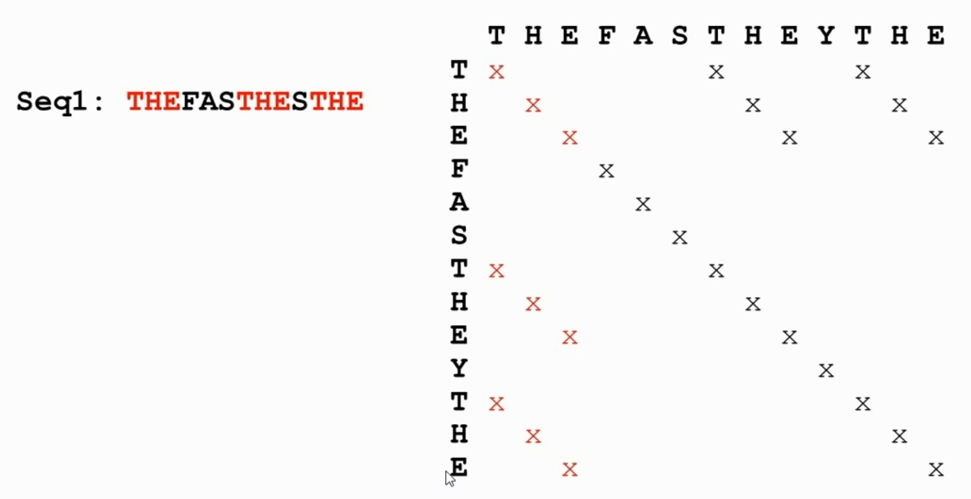 Seq1: THEFASTHESTHE
T H E F A S T H E Y T H E
T x x x
H x x x
E x x x
F x
A x
S x
T x x
H x x
E x x
Y x
T x x
H x x
E x x